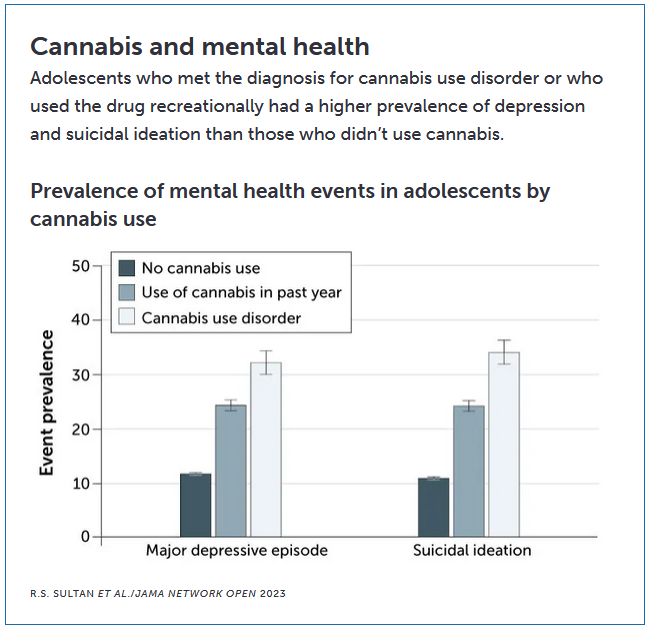 Cannabis and mental health
Adolescents who met the diagnosis for cannabis use disorder or who
used the drug recreationally had a higher prevalence of depression
and suicidal ideation than those who didn't use cannabis.
Prevalence of mental health events in adolescents by
cannabis use
Event prevalence
50
40
30
20
10
0
No cannabis use
Use of cannabis in past year
Cannabis use disorder
Major depressive episode
Suicidal ideation
R.S. SULTAN ET AL./JAMA NETWORK OPEN 2023